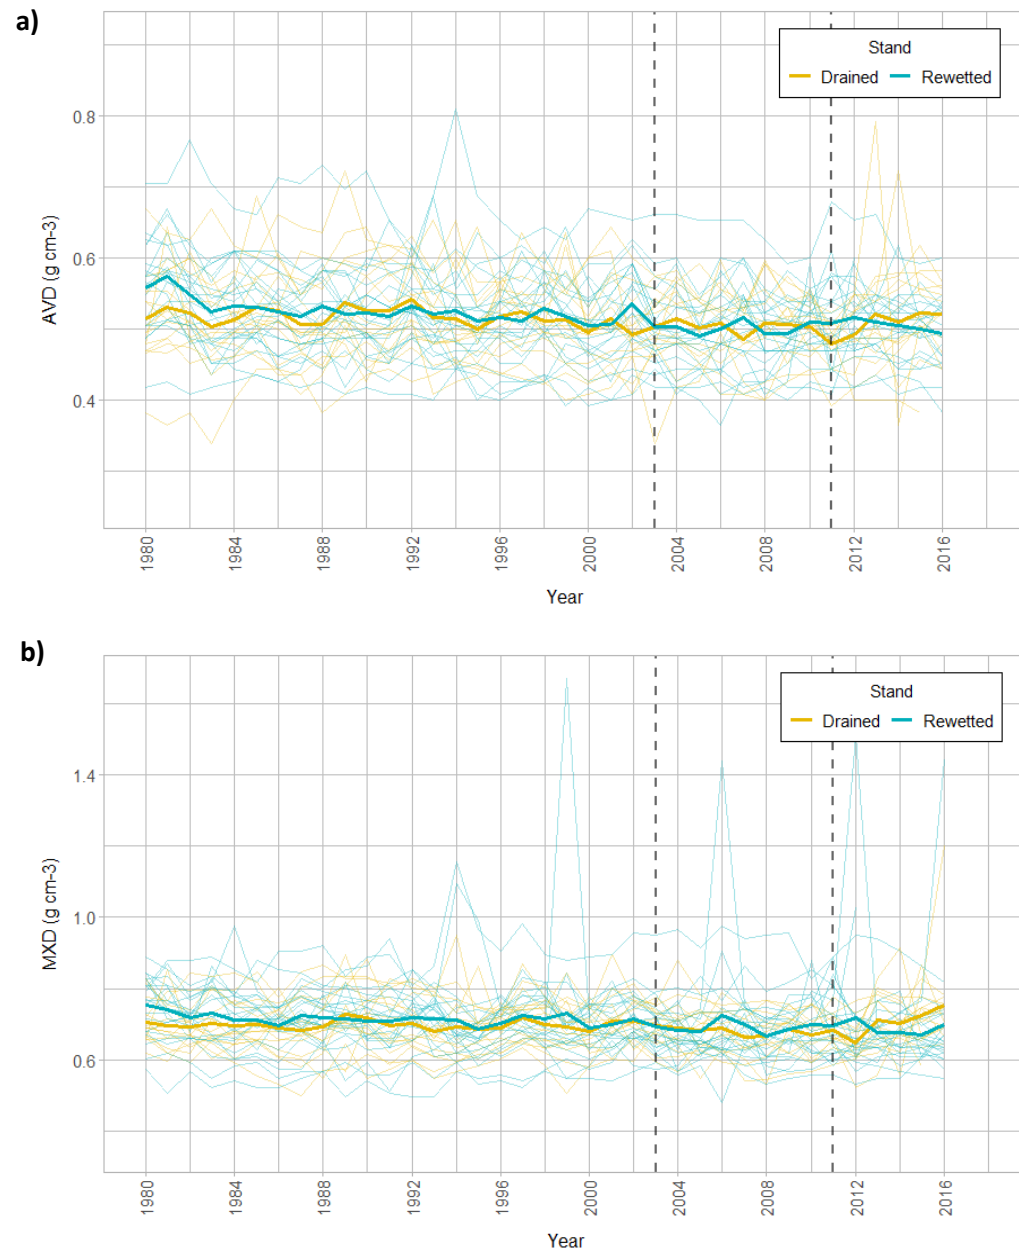 a)
Stand
Drained Rewetted
0.8
0.6
0.4
AVD (g cm-3)
1980 1984 1988 1992 1996 2000 2004 2008 2012 2016
Year
b)
Stand
Drained Rewetted
1.4
1.0
0.6
MXD (g cm-3)
1980 1984 1988 1992 1996 2000 2004 2008 2012 2016
Year